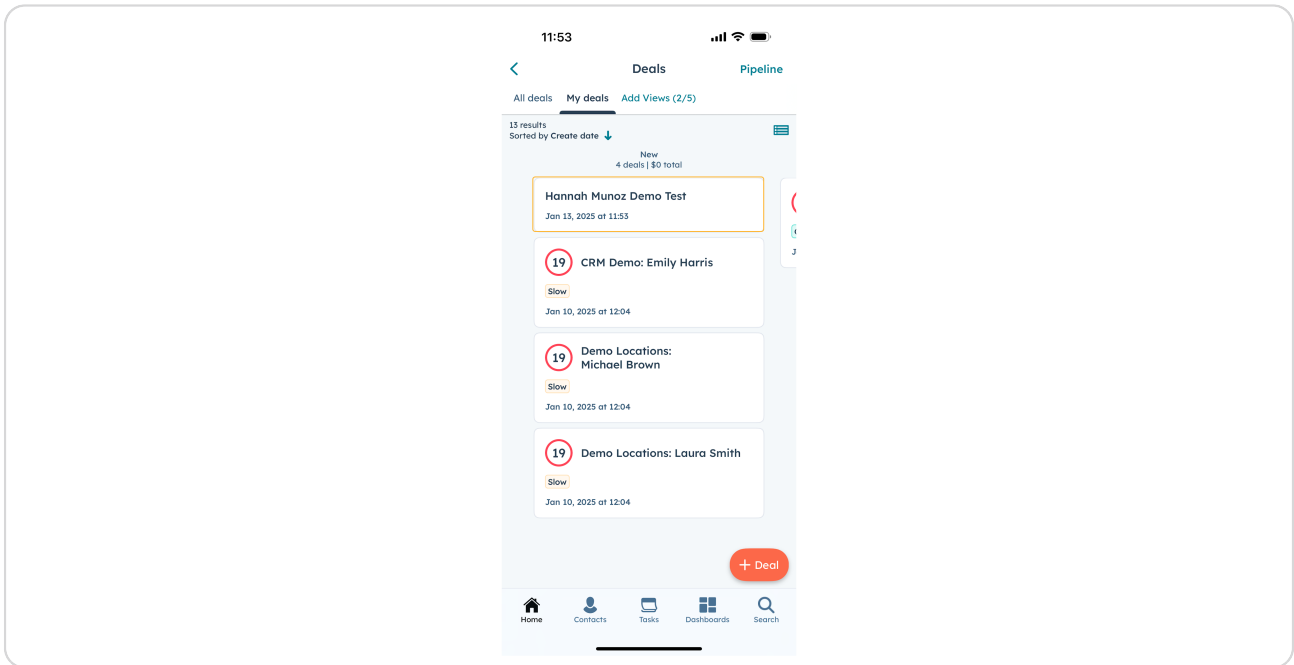 11:53
Deals
Pipeline
All deals
My deals
Add Views (2/5)
13 results
Sorted by Create date
New
4 deals | $0 total
Hannah Munoz Demo Test
Jan 13, 2025 at 11:53
19
CRM Demo: Emily Harris
Slow
Jan 10, 2025 at 12:04
19
Demo Locations:
Michael Brown
Slow
Jan 10, 2025 at 12:04
19
Demo Locations: Laura Smith
Slow
Jan 10, 2025 at 12:04
+ Deal
Home
Contacts
Tasks
Dashboards
Search